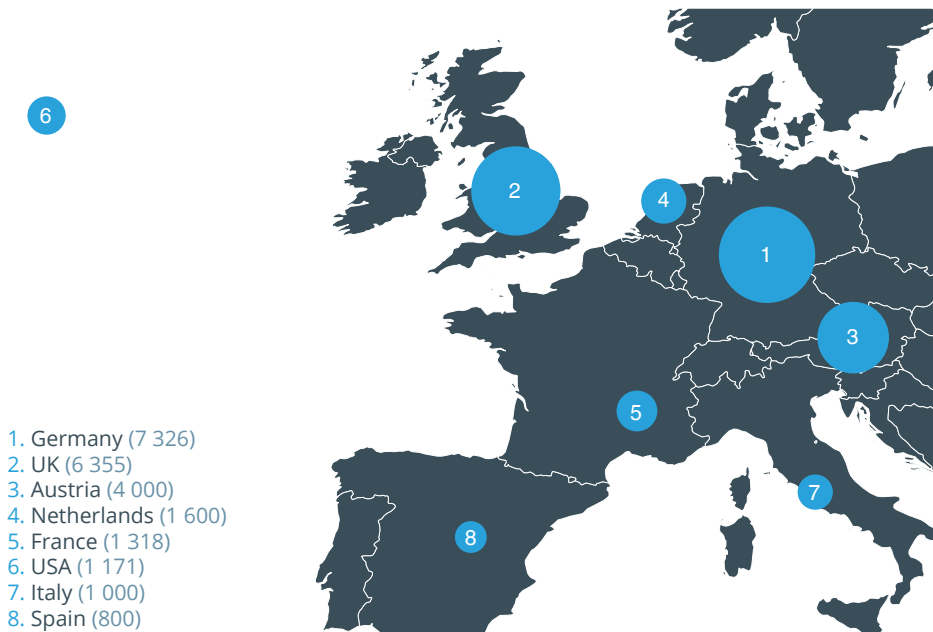 6
2
4
1
3
5
7
8
1. Germany (7 326)
2. UK (6 355)
3. Austria (4 000)
4. Netherlands (1 600)
5. France (1 318)
6. USA (1 171)
7. Italy (1 000)
8. Spain (800)